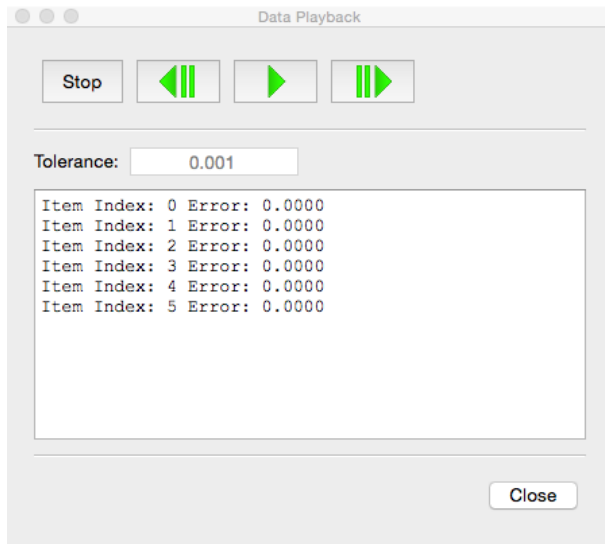 Data Playback
Stop
Tolerance: 0.001
Item Index: 0 Error: 0.0000
Item Index: 1 Error: 0.0000
Item Index: 2 Error: 0.0000
Item Index: 3 Error: 0.0000
Item Index: 4 Error: 0.0000
Item Index: 5 Error: 0.0000
Close